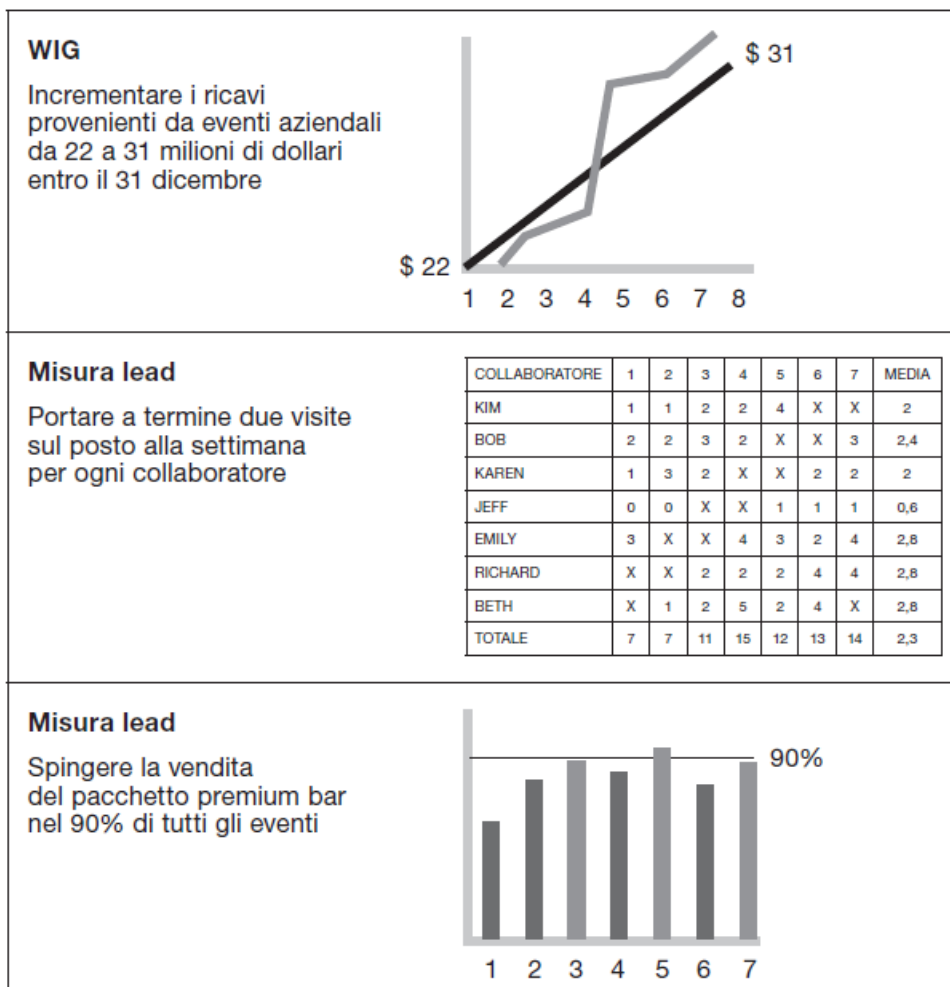 WIG
Incrementare i ricavi
provenienti da eventi aziendali
da 22 a 31 milioni di dollari
entro il 31 dicembre
$ 31
$ 22
1 2 3 4 5 6 7 8
Misura lead
Portare a termine due visite
sul posto alla settimana
per ogni collaboratore
COLLABORATORE 1 2 3 4 5 6 7 MEDIA
KIM 1 1 2 2 4 X X 2
BOB 2 2 3 2 X X 3 2,4
KAREN 1 3 2 X X 2 2 2
JEFF 0 0 X X 1 1 1 0,6
EMILY 3 X X 4 3 2 4 2,8
RICHARD X X 2 2 2 4 4 2,8
BETH X 1 2 5 2 4 X 2,8
TOTALE 7 7 11 15 12 13 14 2,3
Misura lead
Spingere la vendita
del pacchetto premium bar
nel 90% di tutti gli eventi
90%
1 2 3 4 5 6 7